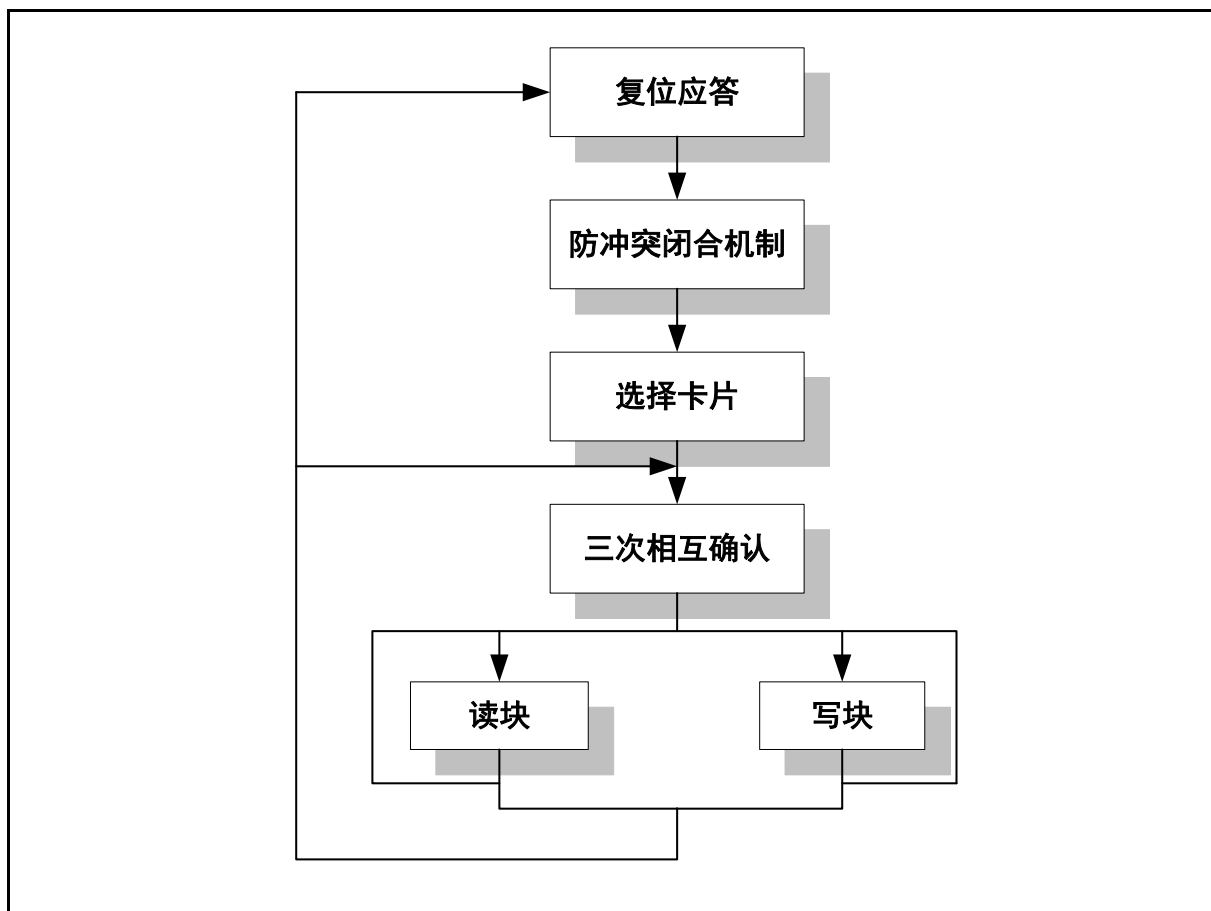 复位应答
防冲突闭合机制
选择卡片
三次相互确认
读块
写块